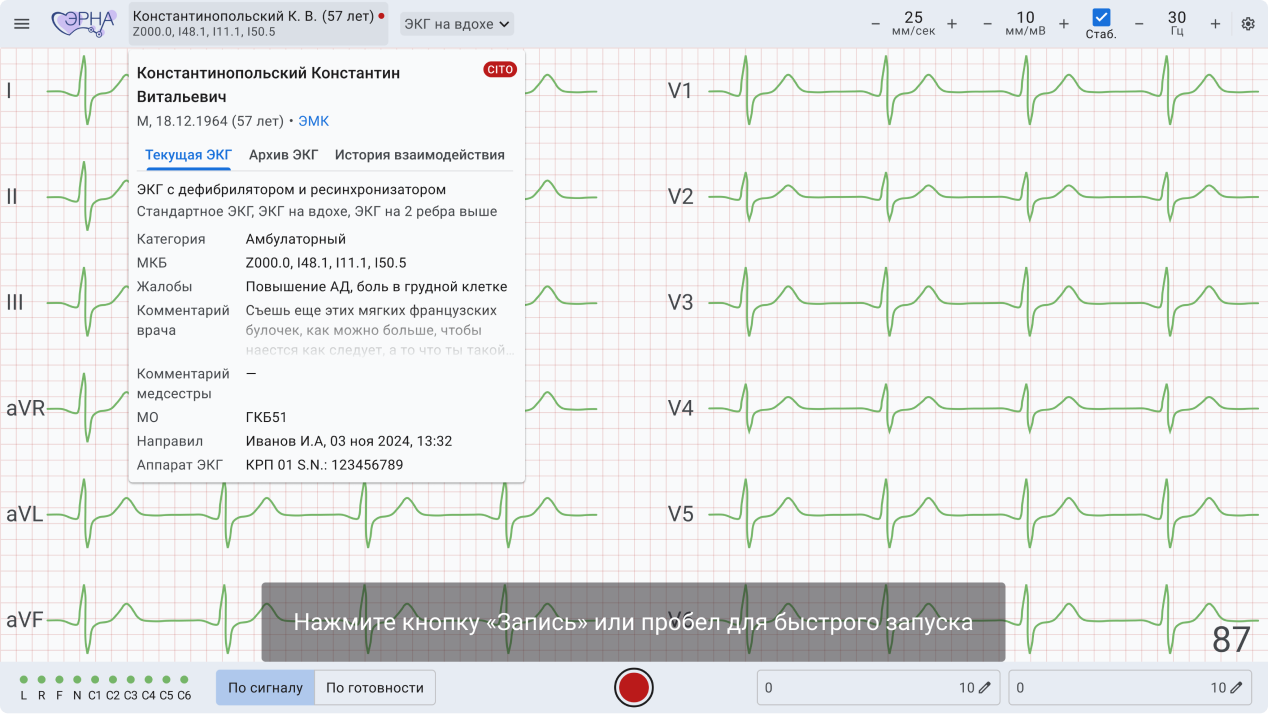 ЭРНА
Константинопольский К. В. (57 лет)
Z000.0, I48.1, I11.1, I50.5
ЭКГ на вдохе
− 25 мм/сек +
− 10 мм/мВ +
Стаб.
− 30 Гц +
Константинопольский Константин
Витальевич
CITO
М, 18.12.1964 (57 лет) • ЭМК
Текущая ЭКГ Архив ЭКГ История взаимодействия
ЭКГ с дефибрилятором и ресинхронизатором
Стандартное ЭКГ, ЭКГ на вдохе, ЭКГ на 2 ребра выше
Категория Амбулаторный
МКБ Z000.0, I48.1, I11.1, I50.5
Жалобы Повышение АД, боль в грудной клетке
Комментарий врача Съешь еще этих мягких французских
булочек, как можно больше, чтобы
наестся как следует, а то что ты такой...
Комментарий медсестры —
МО ГКБ51
Направил Иванов И.А, 03 ноя 2024, 13:32
Аппарат ЭКГ КРП 01 S.N.: 123456789
I
II
III
aVR
aVL
aVF
V1
V2
V3
V4
V5
V6
Нажмите кнопку «Запись» или пробел для быстрого запуска
87
L R F N C1 C2 C3 C4 C5 C6
По сигналу По готовности
0 10
0 10